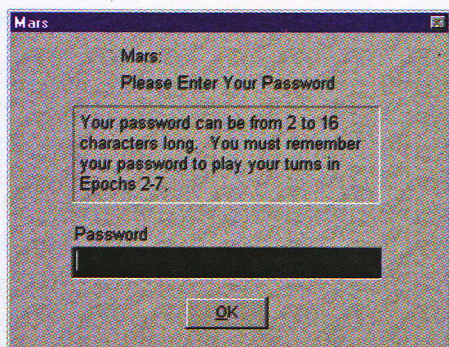 Mars
Mars:
Please Enter Your Password
Your password can be from 2 to 16
characters long. You must remember
your password to play your turns in
Epochs 2-7.
Password
OK